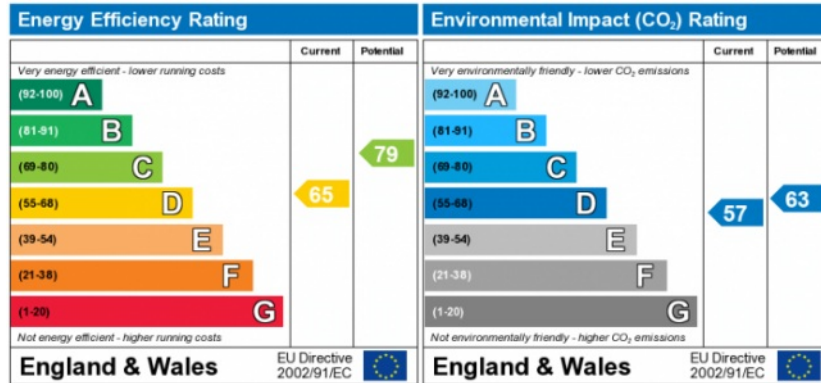 Energy Efficiency Rating
Current Potential
Very energy efficient - lower running costs
(92-100) A
(81-91) B
(69-80) C
79
(55-68) D
65
(39-54) E
(21-38) F
(1-20) G
Not energy efficient - higher running costs
England & Wales
EU Directive
2002/91/EC
Environmental Impact (CO₂) Rating
Current Potential
Very environmentally friendly - lower CO₂ emissions
(92-100) A
(81-91) B
(69-80) C
(55-68) D
57
63
(39-54) E
(21-38) F
(1-20) G
Not environmentally friendly - higher CO₂ emissions
England & Wales
EU Directive
2002/91/EC